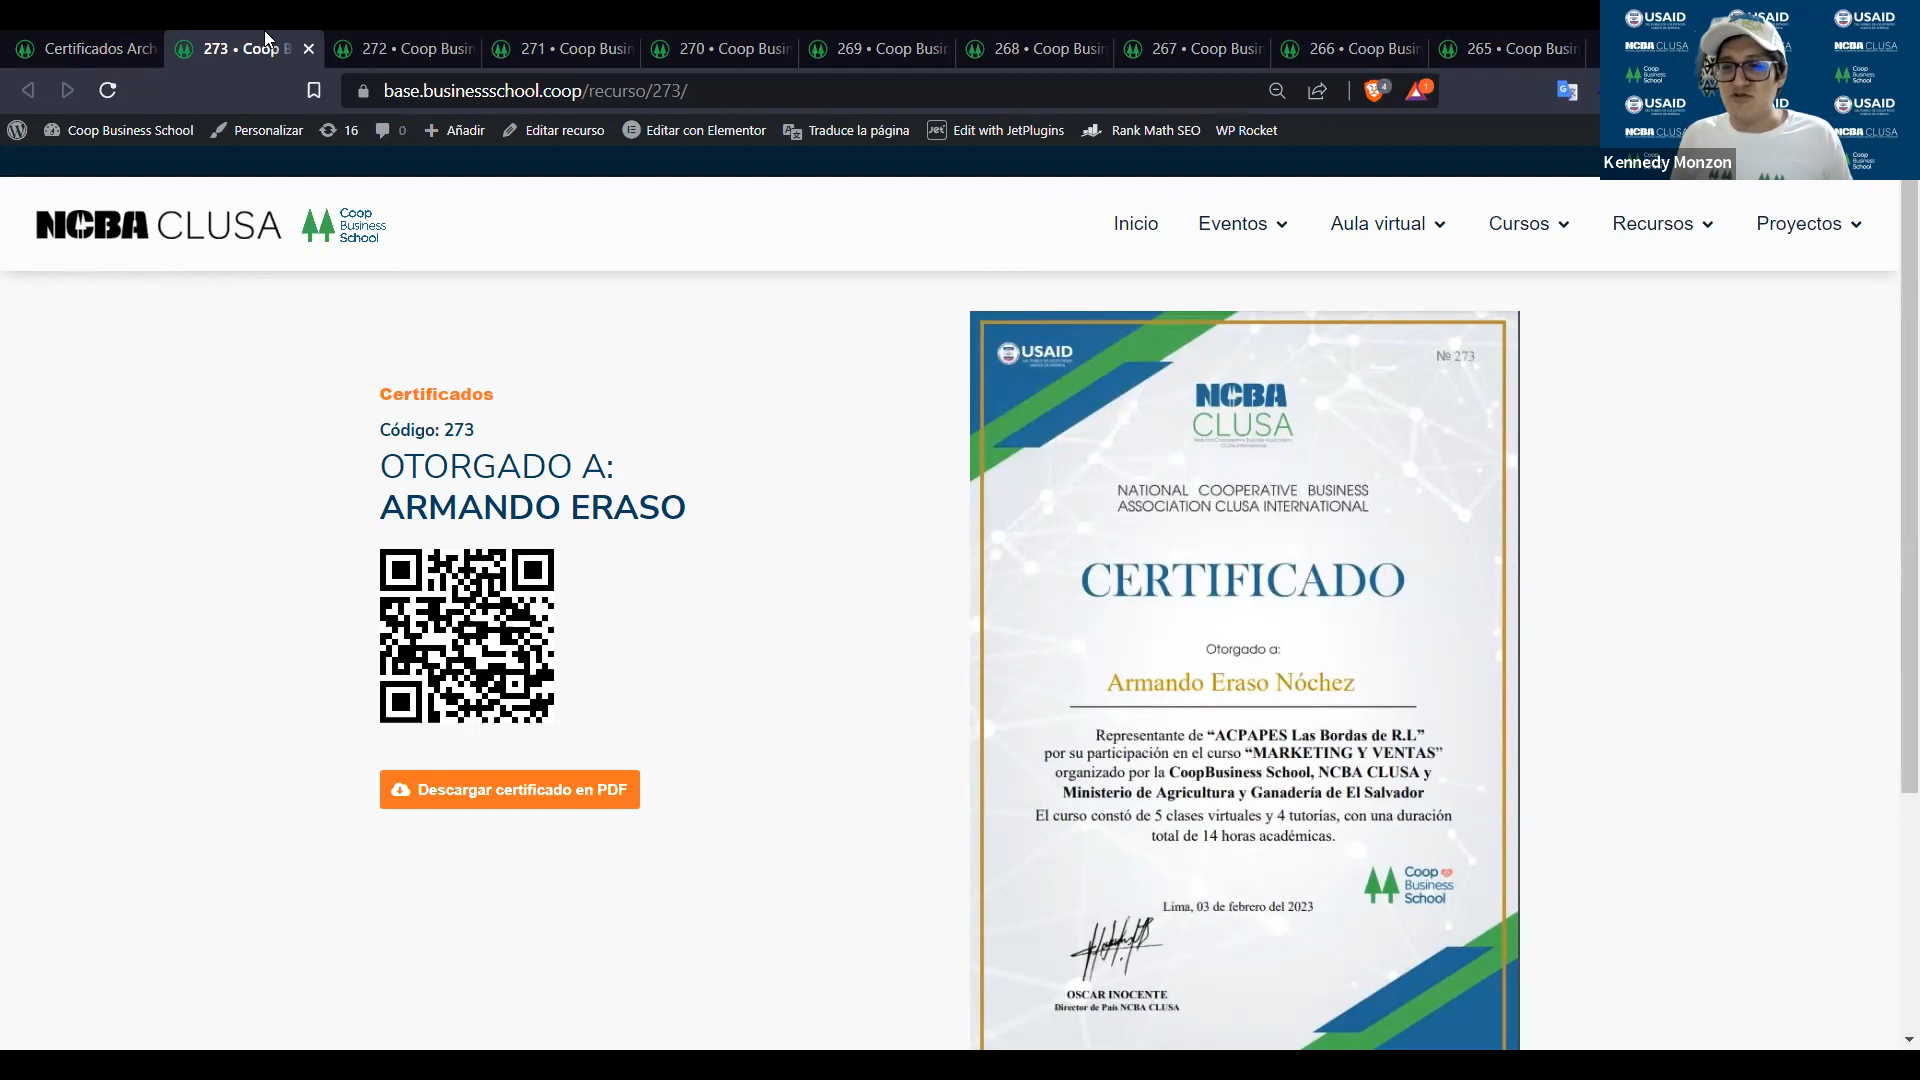 Certificados Arch
273 • Coop B
272 • Coop Busin
271 • Coop Busin
270 • Coop Busin
269 • Coop Busin
268 • Coop Busin
267 • Coop Busin
266 • Coop Busin
265 • Coop Busin
base.businessschool.coop/recurso/273/
4
1
Coop Business School
Personalizar
16
0
Añadir
Editar recurso
Editar con Elementor
Traduce la página
Edit with JetPlugins
Rank Math SEO
WP Rocket
USAID
NCBA CLUSA
Coop Business School
Kennedy Monzon
NCBA CLUSA
Coop
Business
School
Inicio
Eventos
Aula virtual
Cursos
Recursos
Proyectos
Certificados
Código: 273
OTORGADO A:
ARMANDO ERASO
Descargar certificado en PDF
USAID
№ 273
NCBA
CLUSA
NATIONAL COOPERATIVE BUSINESS
ASSOCIATION CLUSA INTERNATIONAL
CERTIFICADO
Otorgado a:
Armando Eraso Nóchez
Representante de “ACPAPES Las Bordas de R.L”
por su participación en el curso “MARKETING Y VENTAS”
organizado por la CoopBusiness School, NCBA CLUSA y
Ministerio de Agricultura y Ganadería de El Salvador
El curso constó de 5 clases virtuales y 4 tutorías, con una duración
total de 14 horas académicas.
Coop
Business
School
Lima, 03 de febrero del 2023
OSCAR INOCENTE
Director de País NCBA CLUSA